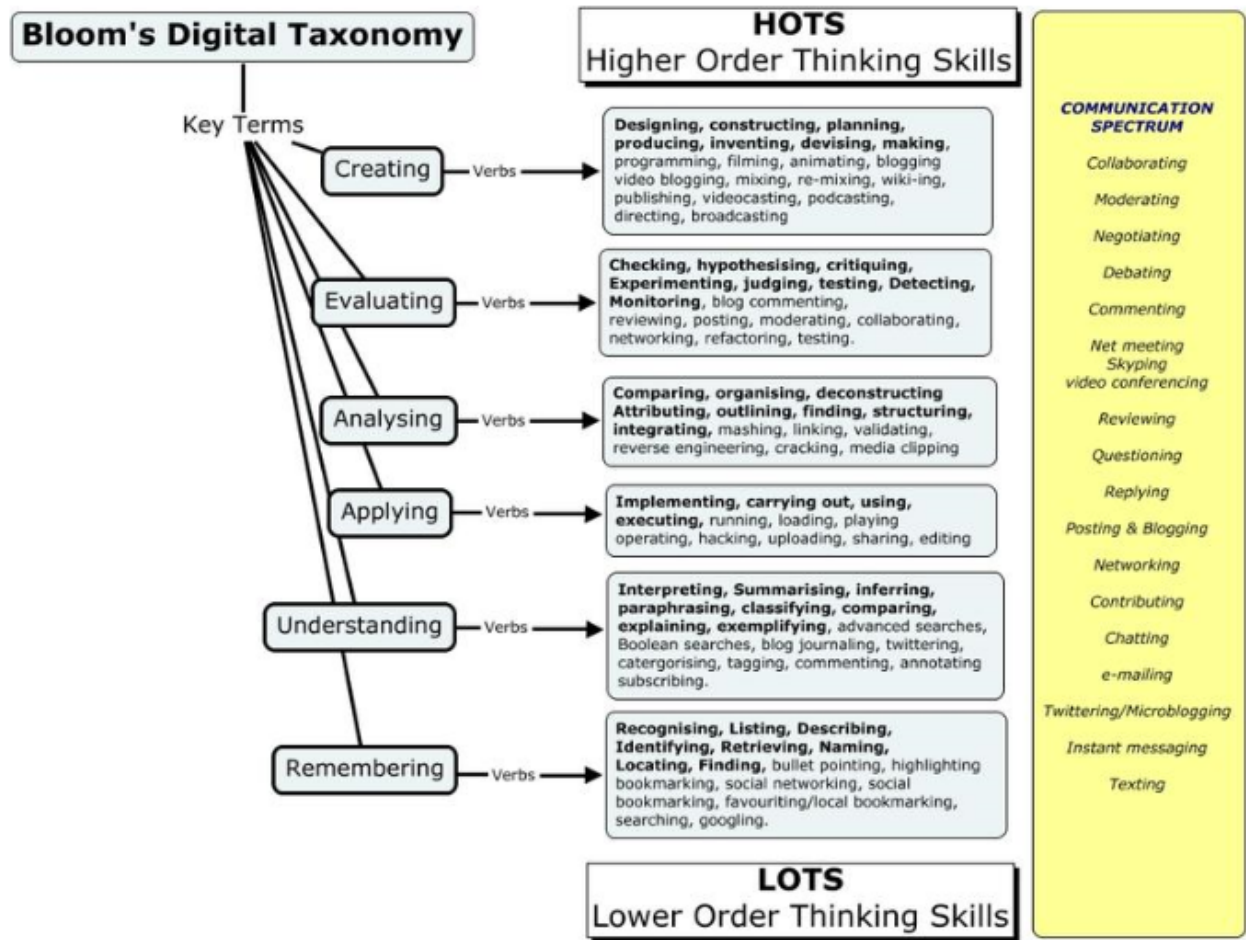 Bloom's Digital Taxonomy
Key Terms
HOTS
Higher Order Thinking Skills
Creating
Verbs
Designing, constructing, planning,
producing, inventing, devising, making,
programming, filming, animating, blogging
video blogging, mixing, re-mixing, wiki-ing,
publishing, videocasting, podcasting,
directing, broadcasting
Evaluating
Verbs
Checking, hypothesising, critiquing,
Experimenting, judging, testing, Detecting,
Monitoring, blog commenting,
reviewing, posting, moderating, collaborating,
networking, refactoring, testing.
Analysing
Verbs
Comparing, organising, deconstructing
Attributing, outlining, finding, structuring,
integrating, mashing, linking, validating,
reverse engineering, cracking, media clipping
Applying
Verbs
Implementing, carrying out, using,
executing, running, loading, playing
operating, hacking, uploading, sharing, editing
Understanding
Verbs
Interpreting, Summarising, inferring,
paraphrasing, classifying, comparing,
explaining, exemplifying, advanced searches,
Boolean searches, blog journaling, twittering,
catergorising, tagging, commenting, annotating
subscribing.
Remembering
Verbs
Recognising, Listing, Describing,
Identifying, Retrieving, Naming,
Locating, Finding, bullet pointing, highlighting
bookmarking, social networking, social
bookmarking, favouriting/local bookmarking,
searching, googling.
LOTS
Lower Order Thinking Skills
COMMUNICATION
SPECTRUM
Collaborating
Moderating
Negotiating
Debating
Commenting
Net meeting
Skyping
video conferencing
Reviewing
Questioning
Replying
Posting & Blogging
Networking
Contributing
Chatting
e-mailing
Twittering/Microblogging
Instant messaging
Texting